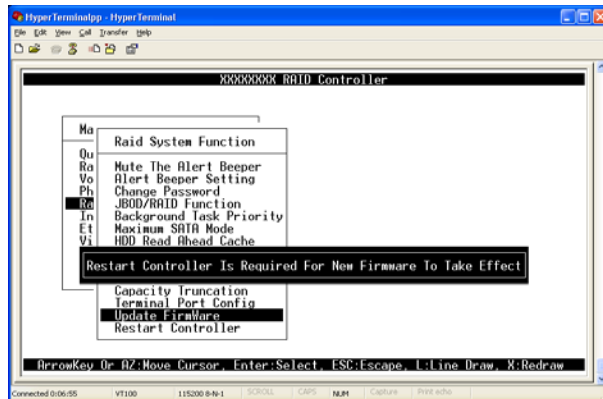 HyperTerminalpp - HyperTerminal
File Edit View Call Transfer Help
XXXXXXXX RAID Controller
Ma
Raid System Function
Qu
Ra Mute The Alert Beeper
Vo Alert Beeper Setting
Ph Change Password
Ra JBOD/RAID Function
In Background Task Priority
Et Maximum SATA Mode
Vi HDD Read Ahead Cache
Restart Controller Is Required For New Firmware To Take Effect
Capacity Truncation
Terminal Port Config
Update FirmWare
Restart Controller
ArrowKey Or AZ:Move Cursor, Enter:Select, ESC:Escape, L:Line Draw, X:Redraw
Connected 0:06:55 VT100 115200 8-N-1 SCROLL CAPS NUM Capture Print echo